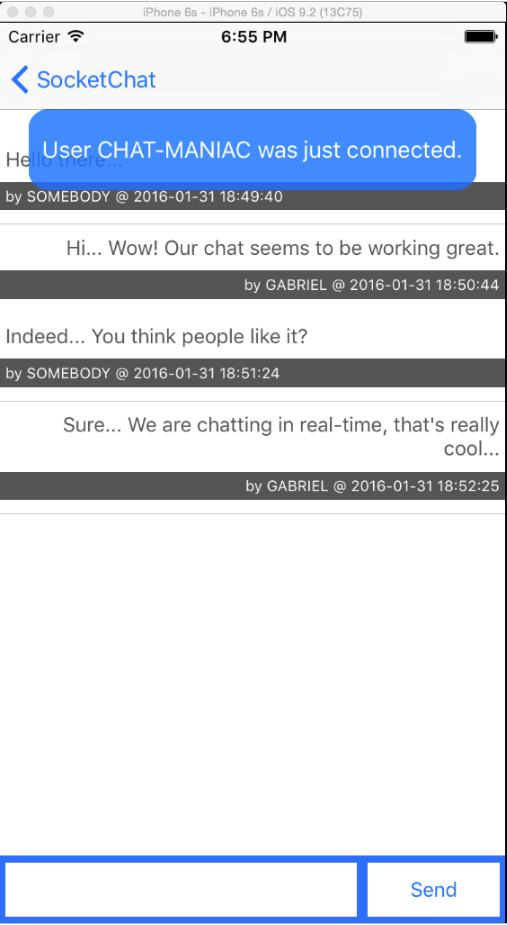 iPhone 6s - iPhone 6s / iOS 9.2 (13C75)
Carrier 6:55 PM
SocketChat
User CHAT-MANIAC was just connected.
Hello there...
by SOMEBODY @ 2016-01-31 18:49:40
Hi... Wow! Our chat seems to be working great.
by GABRIEL @ 2016-01-31 18:50:44
Indeed... You think people like it?
by SOMEBODY @ 2016-01-31 18:51:24
Sure... We are chatting in real-time, that's really
cool...
by GABRIEL @ 2016-01-31 18:52:25
Send